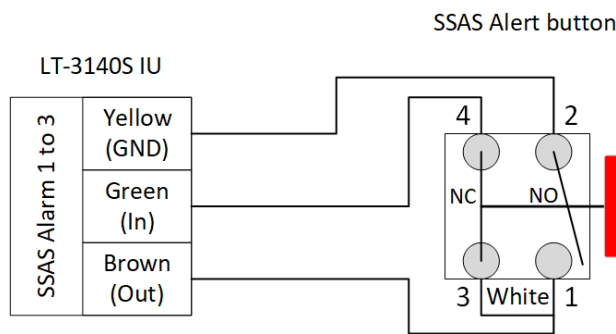 SSAS Alert button
LT-3140S IU
SSAS Alarm 1 to 3
Yellow
(GND)
Green
(In)
Brown
(Out)
4
2
NC
NO
3
White
1